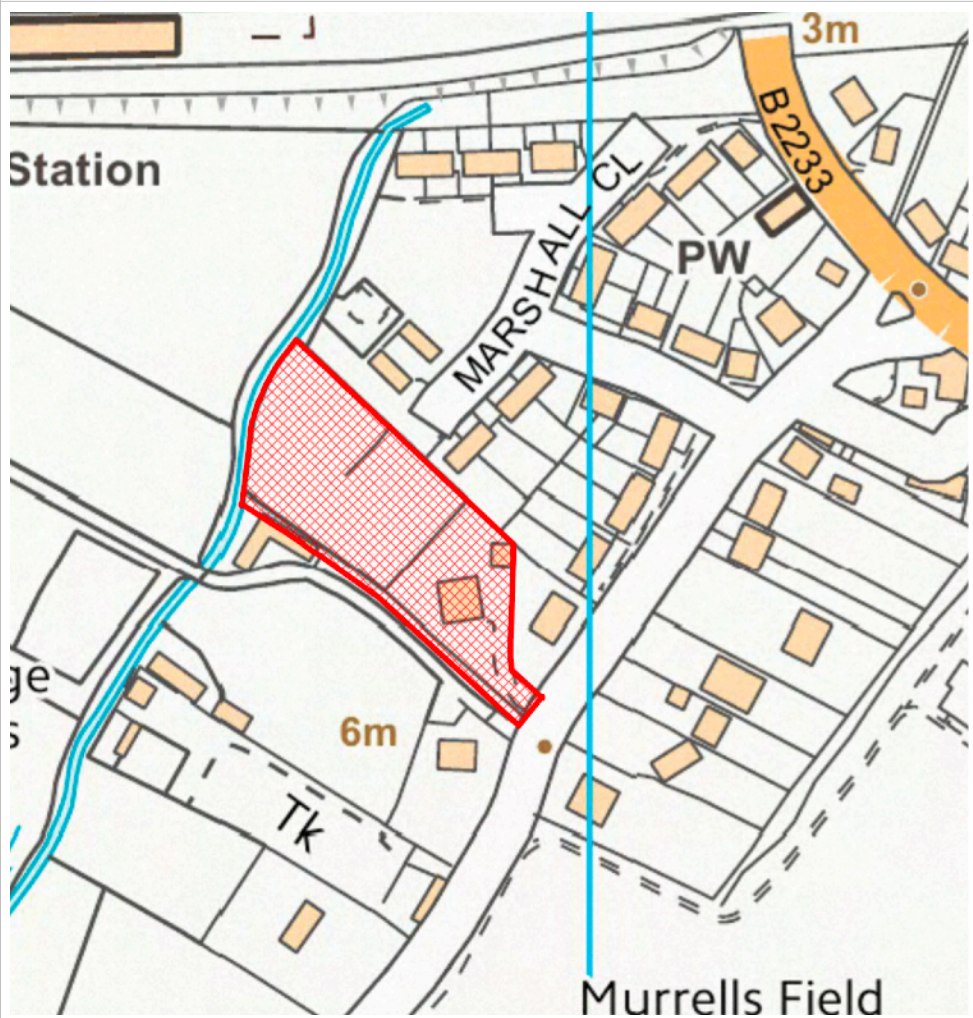 3m
B2233
Station
MARSHALL CL
PW
ge
s
6m
Tk
Murrells Field